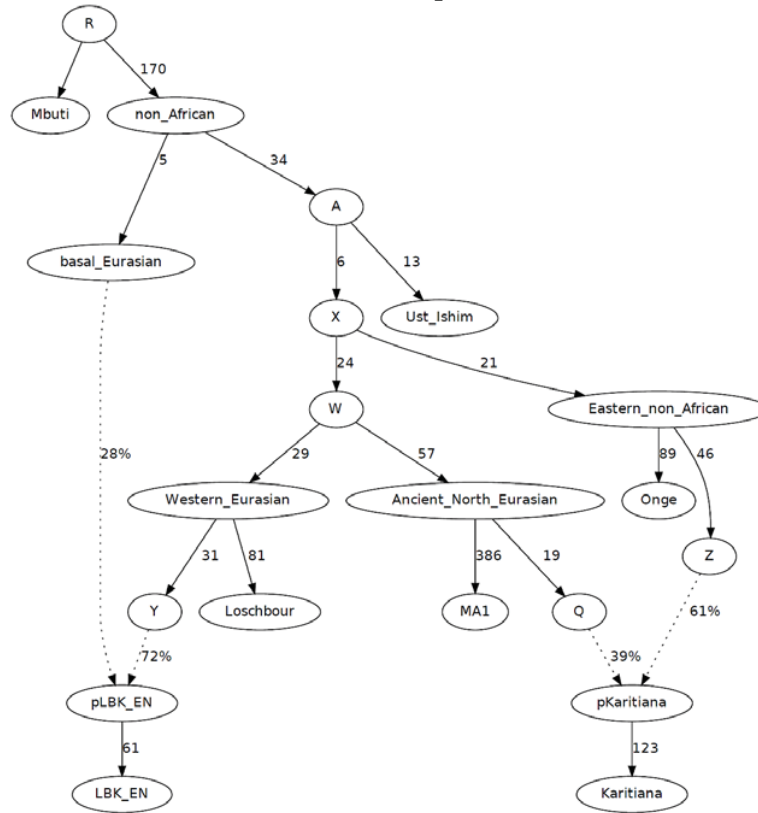 R
170
Mbuti
non_African
5
34
A
basal_Eurasian
6
13
X
Ust_Ishim
24
21
W
Eastern_non_African
28%
29
57
89
46
Western_Eurasian
Ancient_North_Eurasian
Onge
31
81
386
19
Z
Y
Loschbour
MA1
Q
61%
72%
39%
pLBK_EN
pKaritiana
61
123
LBK_EN
Karitiana